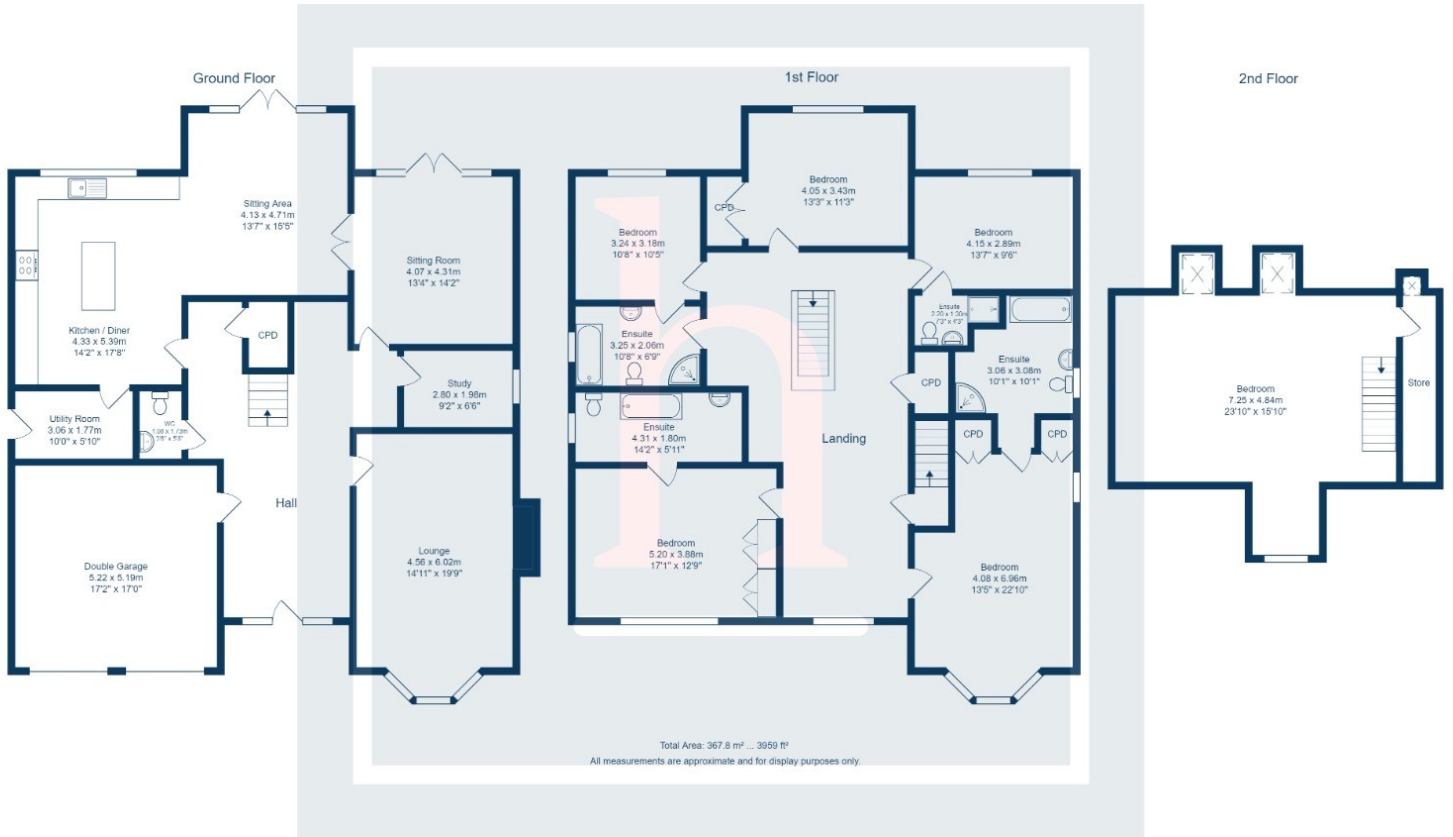 Ground Floor
1st Floor
2nd Floor
Sitting Area
4.13 x 4.71m
13'7" x 15'5"
Kitchen / Diner
4.33 x 5.39m
14'2" x 17'8"
CPD
Sitting Room
4.07 x 4.31m
13'4" x 14'2"
Study
2.80 x 1.98m
9'2" x 6'6"
Utility Room
3.06 x 1.77m
10'0" x 5'10"
WC
Hall
Lounge
4.56 x 6.02m
14'11" x 19'9"
Double Garage
5.22 x 5.19m
17'2" x 17'0"
Bedroom
4.05 x 3.43m
13'3" x 11'3"
CPD
Bedroom
3.24 x 3.18m
10'8" x 10'5"
Bedroom
4.15 x 2.89m
13'7" x 9'6"
Ensuite
2.20 x 1.30m
7'3" x 4'3"
Ensuite
3.25 x 2.06m
10'8" x 6'9"
Ensuite
3.06 x 3.08m
10'1" x 10'1"
CPD
Ensuite
4.31 x 1.80m
14'2" x 5'11"
Landing
CPD
CPD
Bedroom
5.20 x 3.88m
17'1" x 12'9"
Bedroom
4.08 x 6.96m
13'5" x 22'10"
Bedroom
7.25 x 4.84m
23'10" x 15'10"
Store
n
Total Area: 367.8 m² ... 3959 ft²
All measurements are approximate and for display purposes only.